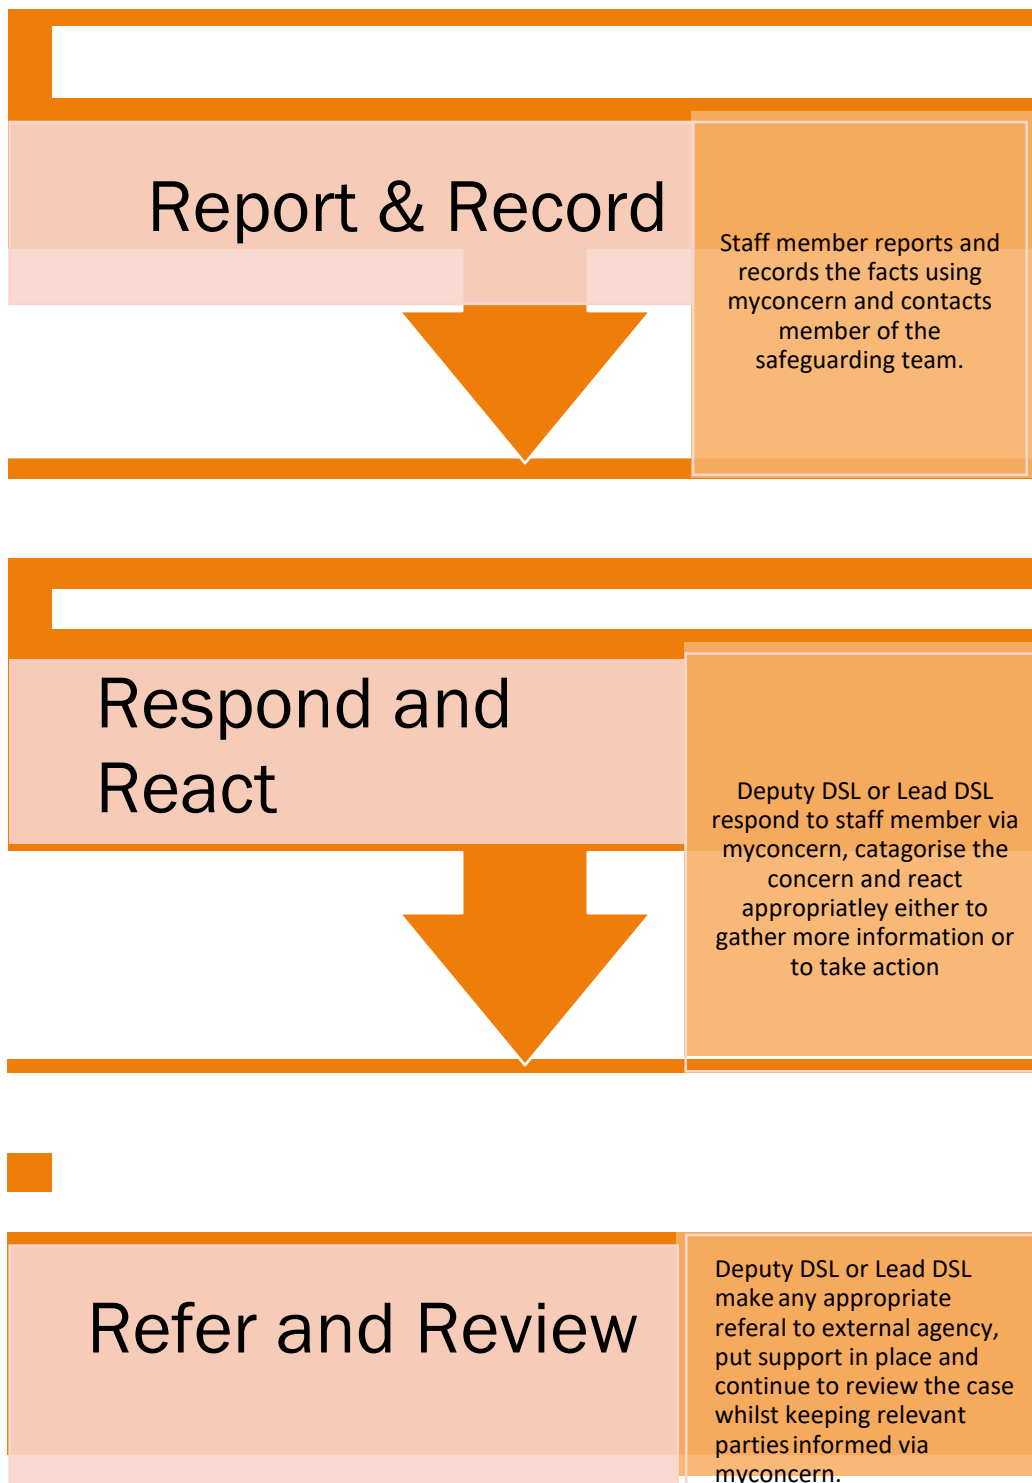 Report & Record
Staff member reports and
records the facts using
myconcern and contacts
member of the
safeguarding team.
Respond and
React
Deputy DSL or Lead DSL
respond to staff member via
myconcern, catagorise the
concern and react
appropriatley either to
gather more information or
to take action
Refer and Review
Deputy DSL or Lead DSL
make any appropriate
referal to external agency,
put support in place and
continue to review the case
whilst keeping relevant
parties informed via
myconcern.